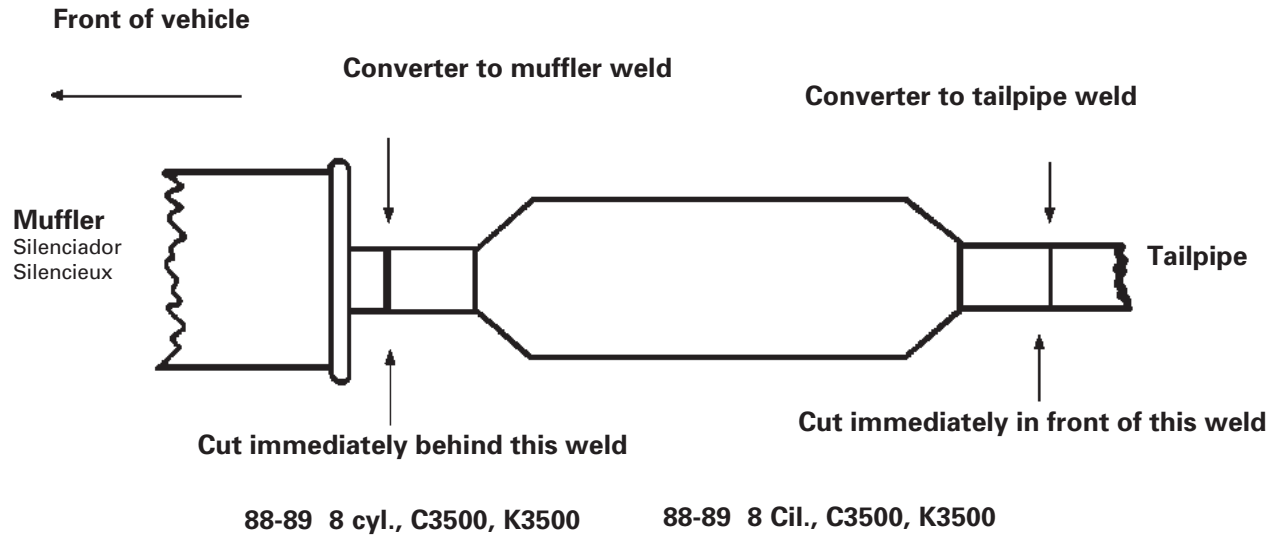 Front of vehicle
Converter to muffler weld
Converter to tailpipe weld
Muffler
Silenciador
Silencieux
Tailpipe
Cut immediately behind this weld
Cut immediately in front of this weld
88-89 8 cyl., C3500, K3500
88-89 8 Cil., C3500, K3500